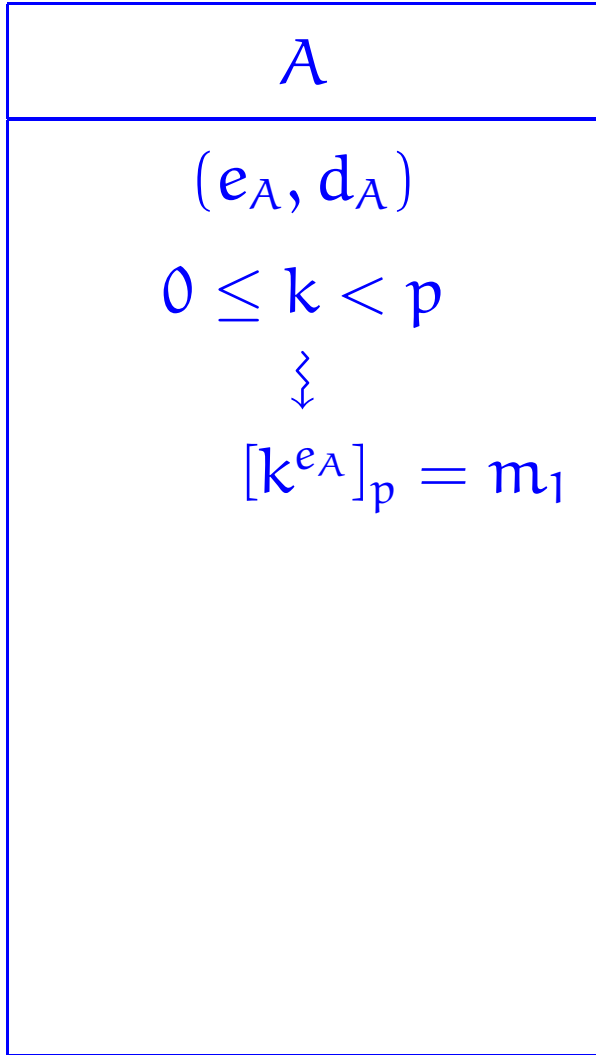 A
(e_A, d_A)
0 ≤ k < p
[k^{e_A}]_p = m_1